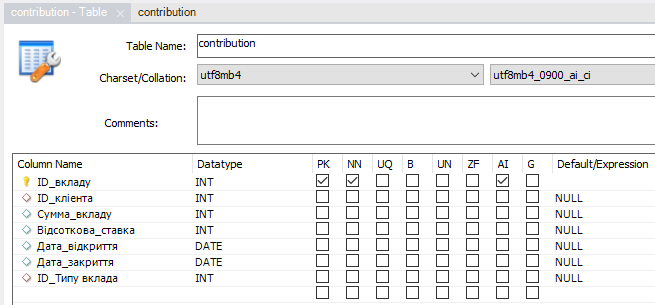 contribution - Table × contribution
Table Name: contribution
Charset/Collation: utf8mb4 utf8mb4_0900_ai_ci
Comments:
Column Name Datatype PK NN UQ B UN ZF AI G Default/Expression
ID_вкладу INT
ID_клієнта INT NULL
Сумма_вкладу INT NULL
Відсоткова_ставка INT NULL
Дата_відкриття DATE NULL
Дата_закриття DATE NULL
ID_Типу вклада INT NULL